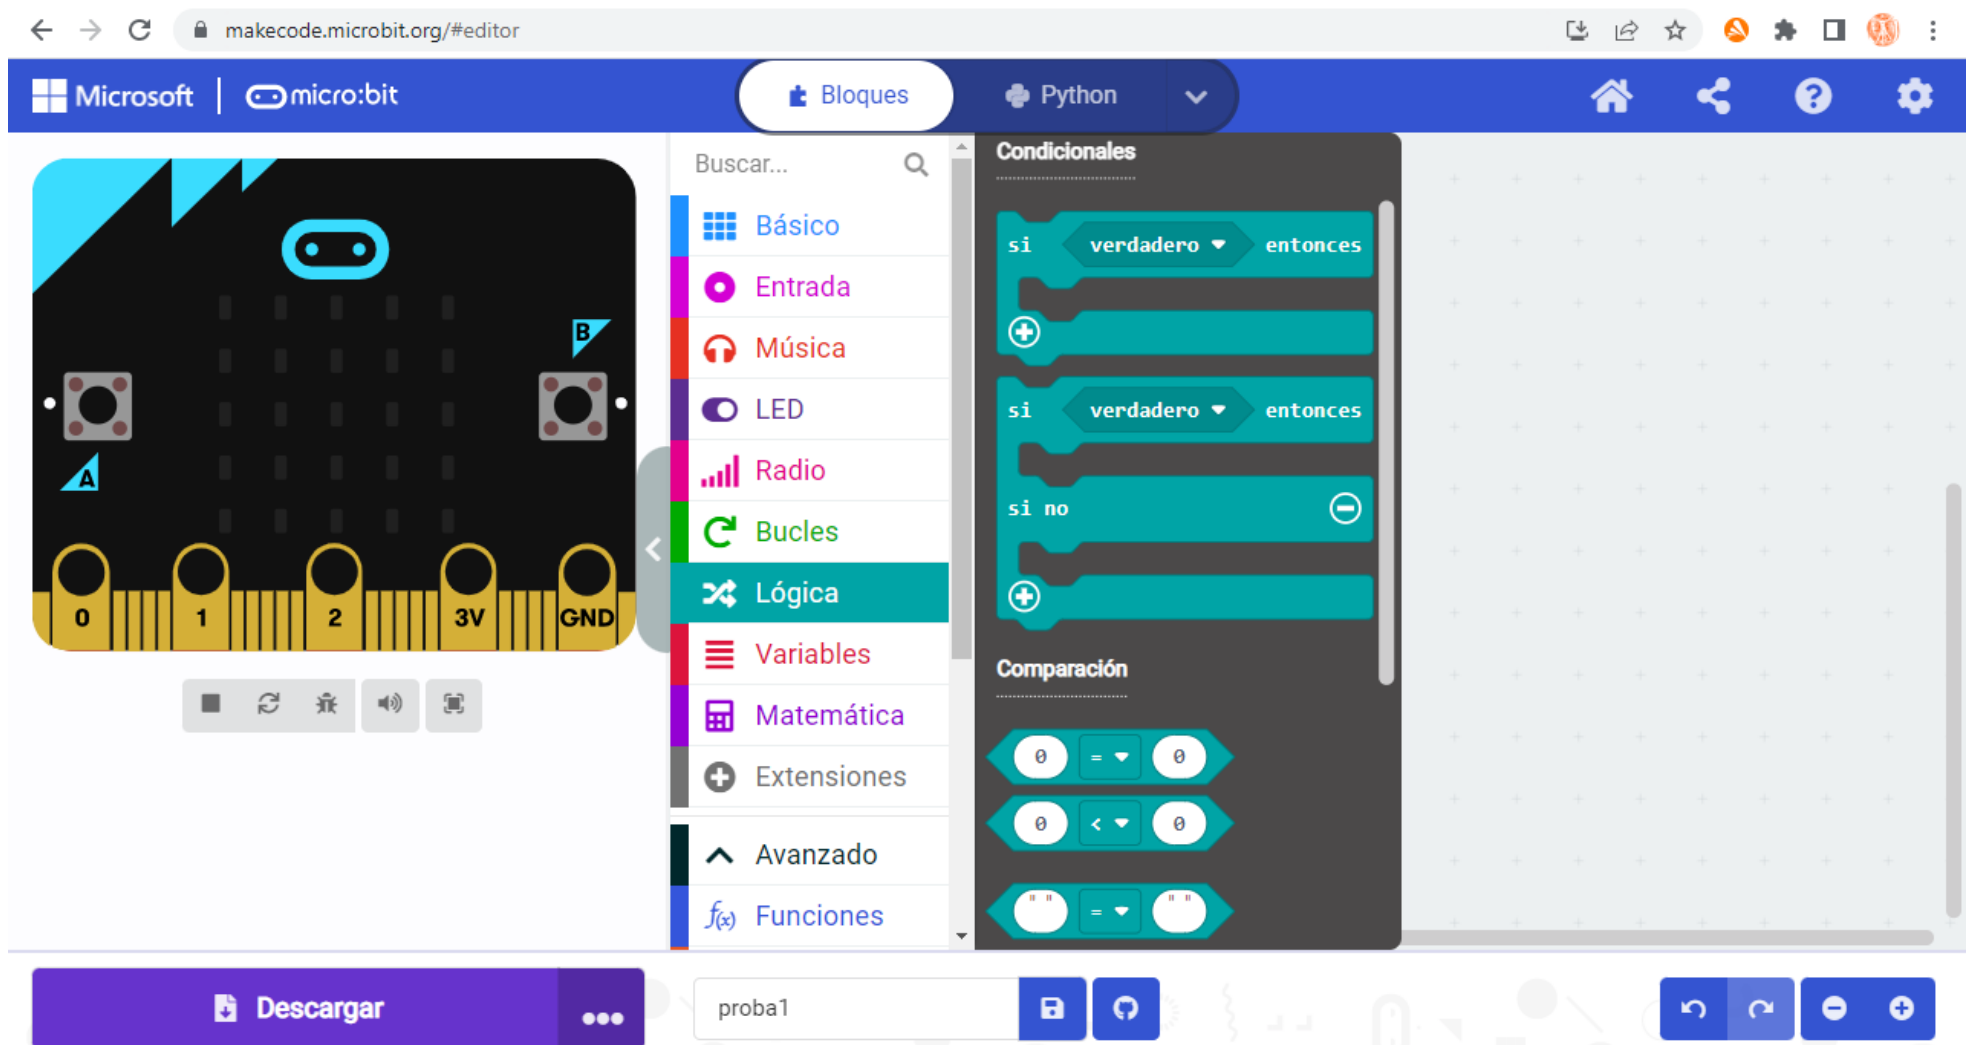 makecode.microbit.org/#editor
Microsoft
micro:bit
Bloques
Python
B
A
0
1
2
3V
GND
Buscar...
Básico
Entrada
Música
LED
Radio
Bucles
Lógica
Variables
Matemática
Extensiones
Avanzado
f(x) Funciones
Condicionales
si verdadero entonces
si verdadero entonces
si no
Comparación
0 = 0
0 < 0
" " = " "
Descargar
proba1